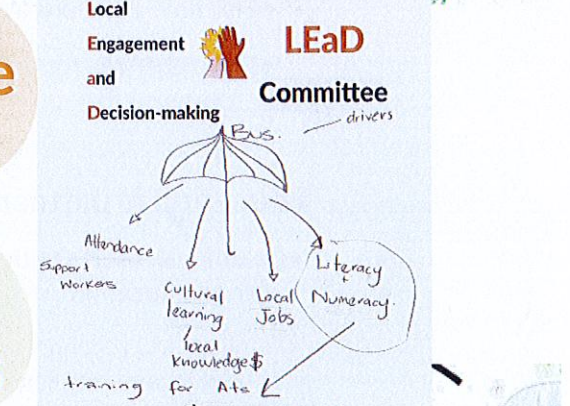 Local
Engagement
and
Decision-making
LEaD
Committee
Bus.
drivers
Attendance
Support
Workers
Cultural
learning
local
knowledge$
Local
Jobs
Literacy
+
Numeracy.
training for Ats